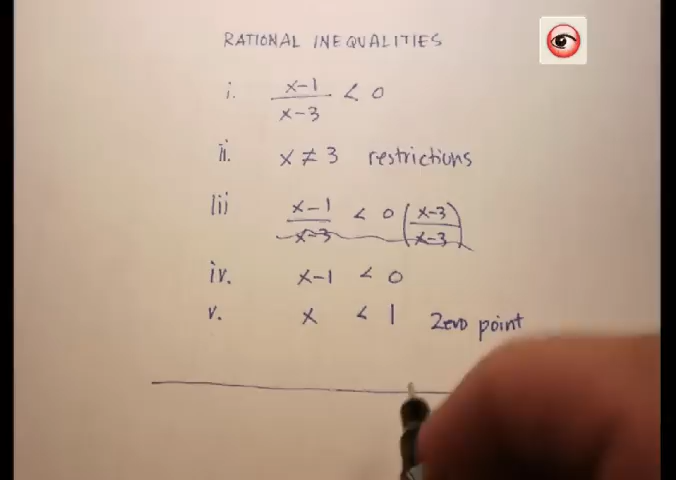 RATIONAL INEQUALITIES
i. x-1/x-3 < 0
ii. x ≠ 3 restrictions
iii x-1/x-3 < 0 (x-3/x-3)
iv. x-1 < 0
v. x < 1 Zero point